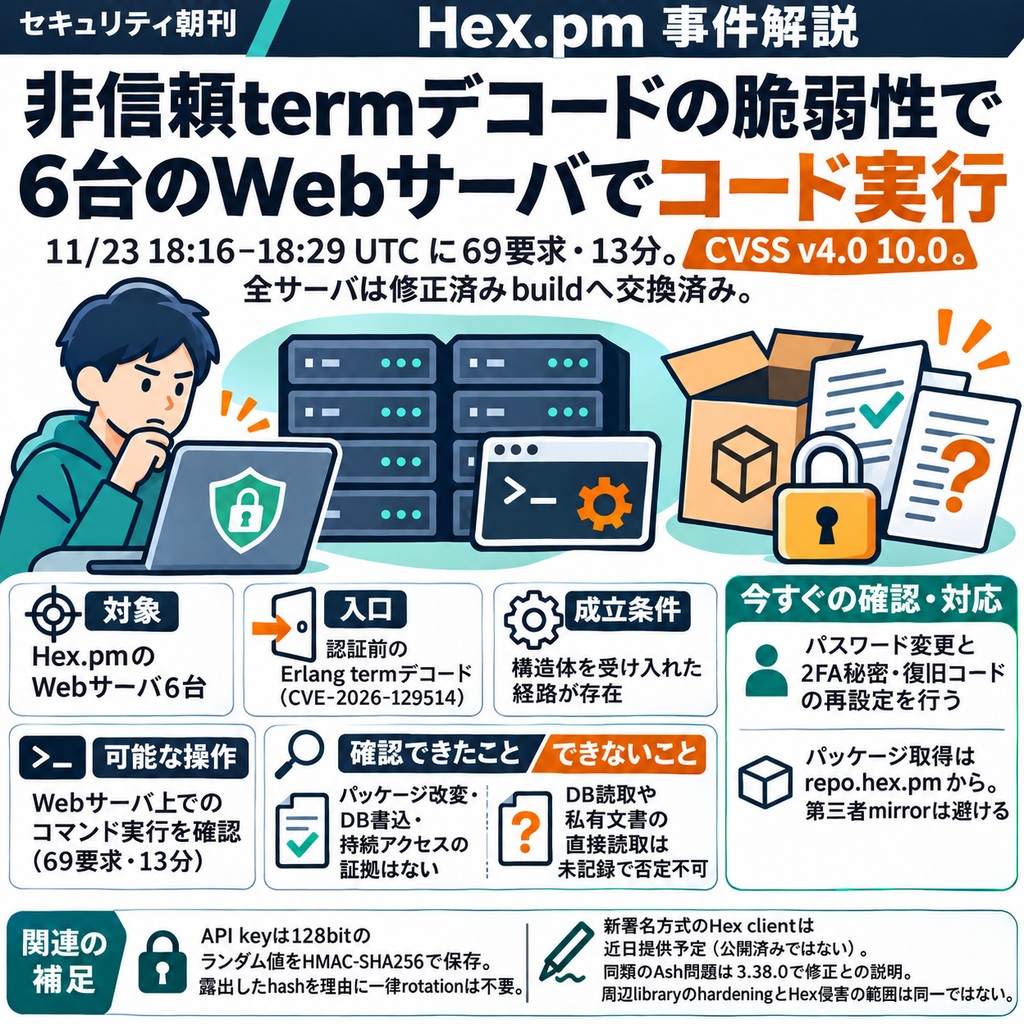 セキュリティ朝刊
Hex.pm 事件解説
非信頼termデコードの脆弱性で
6台のWebサーバでコード実行
11/23 18:16–18:29 UTC に69要求・13分。 CVSS v4.0 10.0。
全サーバは修正済みbuildへ交換済み。
対象
Hex.pmの
Webサーバ6台
入口
認証前の
Erlang termデコード
(CVE-2026-129514)
成立条件
構造体を受け入れた
経路が存在
今すぐの確認・対応
パスワード変更と
2FA秘密・復旧コード
の再設定を行う
パッケージ取得は
repo.hex.pmから。
第三者mirrorは避ける
>_ 可能な操作
Webサーバ上での
コマンド実行を確認
(69要求・13分)
確認できたこと できないこと
パッケージ改変・
DB書込・
持続アクセスの
証拠はない
DB読取や
私有文書の
直接読取は
未記録で否定不可
関連の
補足
API keyは128bitの
ランダム値をHMAC-SHA256で保存。
露出したhashを理由に一律rotationは不要。
新署名方式のHex clientは
近日提供予定（公開済みではない）。
同類のAsh問題は3.38.0で修正との説明。
周辺libraryのhardeningとHex侵害の範囲は同一ではない。